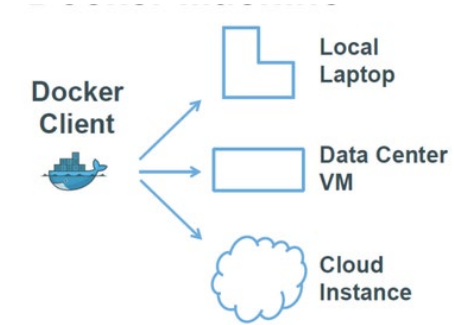 Docker
Client
Local
Laptop
Data Center
VM
Cloud
Instance